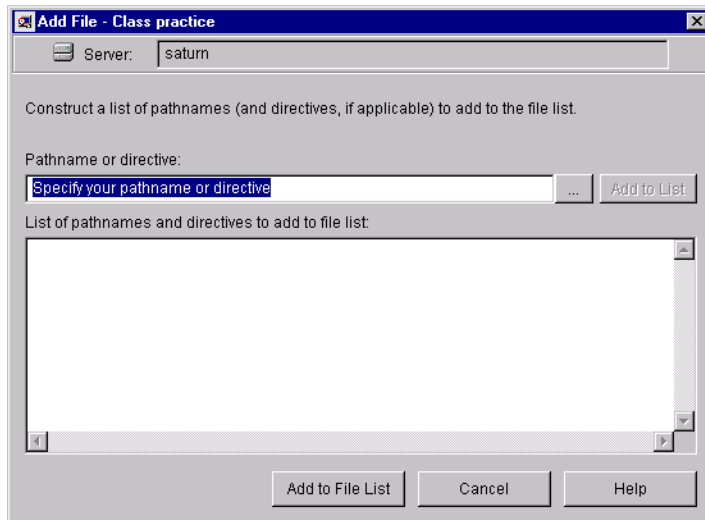 Add File - Class practice
Server: saturn
Construct a list of pathnames (and directives, if applicable) to add to the file list.
Pathname or directive:
Specify your pathname or directive ... Add to List
List of pathnames and directives to add to file list:
Add to File List Cancel Help